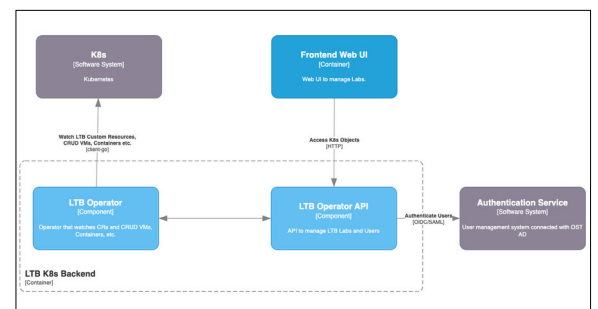 K8s
[Software System]
Kubernetes
Frontend Web UI
[Container]
Web UI to manage Labs.
Watch LTB Custom Resources,
CRUD VMs, Containers etc.
[client-go]
Access K8s Objects
[HTTP]
LTB Operator
[Component]
Operator that watches CRs and CRUD VMs,
Containers, etc.
LTB Operator API
[Component]
API to manage LTB Labs and Users
Authenticate Users
[OIDC/SAML]
Authentication Service
[Software System]
User management system connected with OST
AD
LTB K8s Backend
[Container]